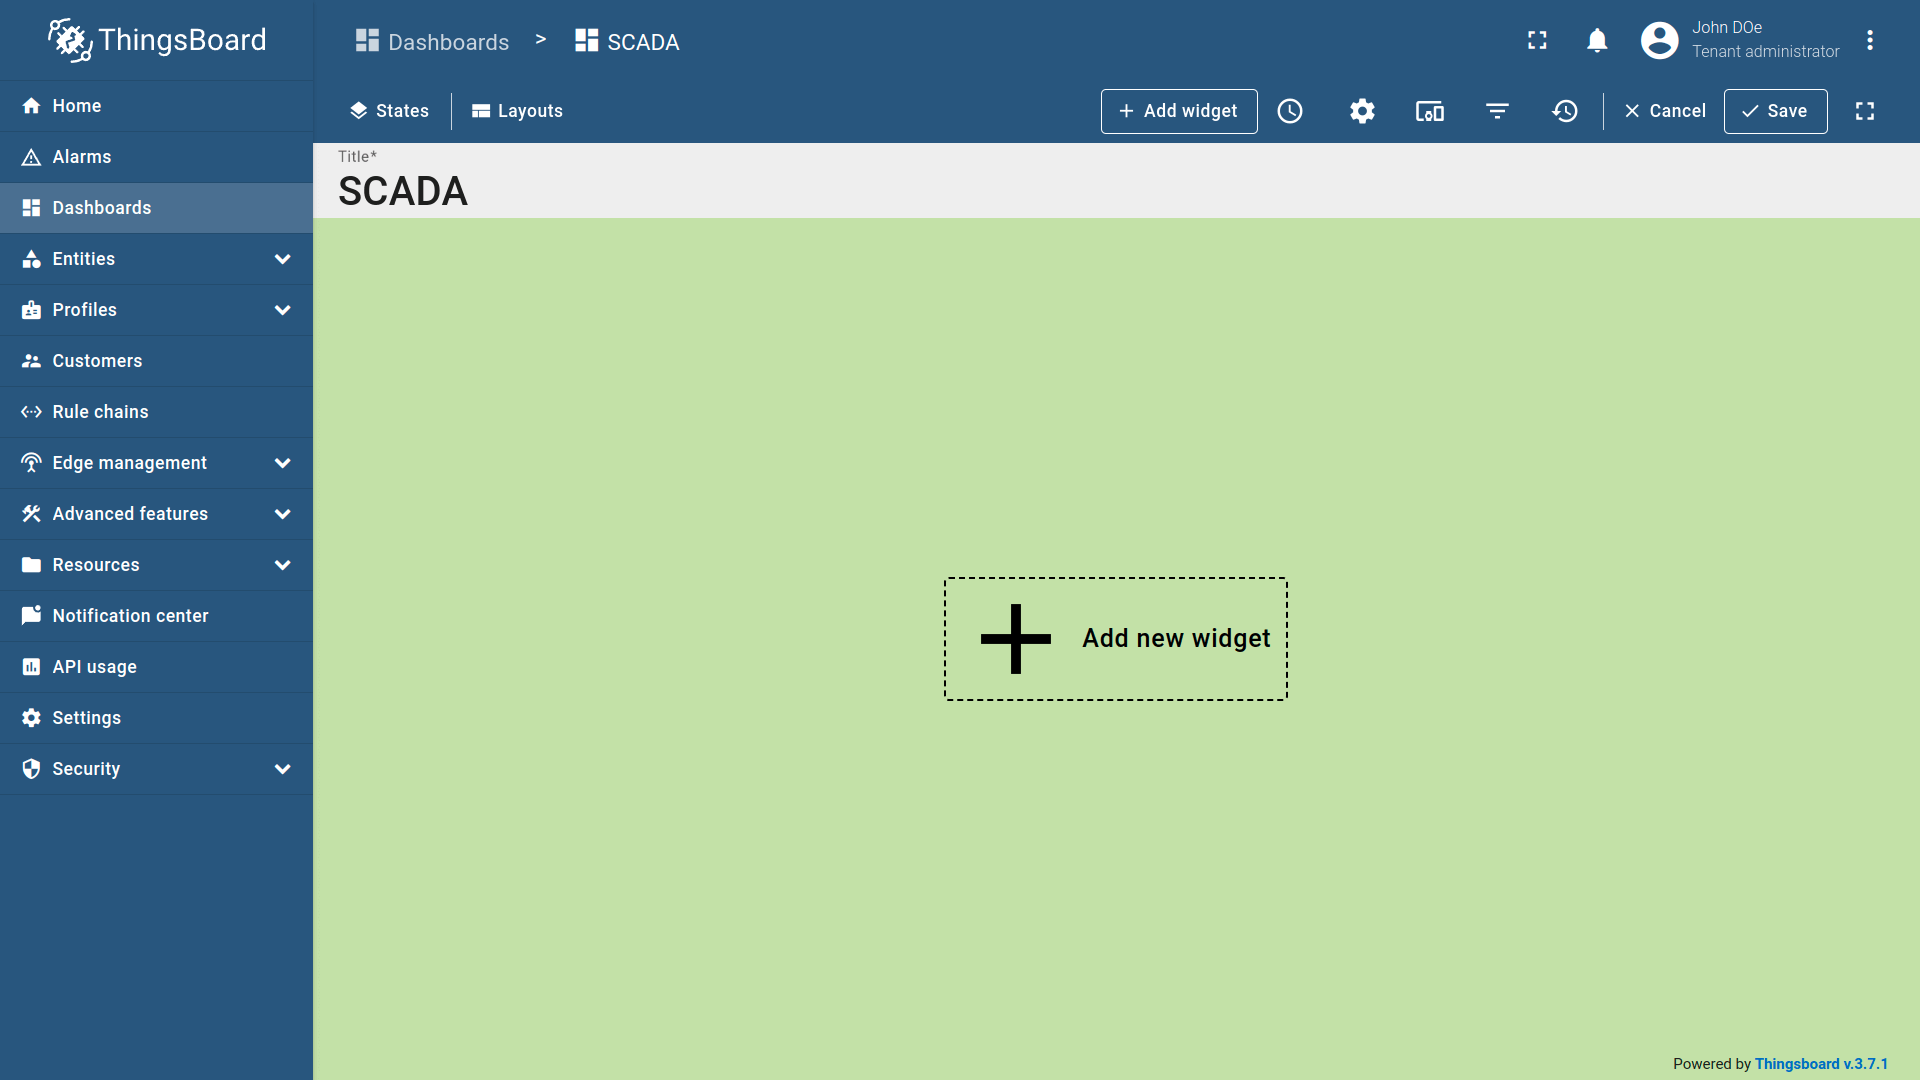 ThingsBoard
Dashboards > SCADA
John DOe
Tenant administrator
States
Layouts
Add widget
Cancel
Save
Home
Alarms
Dashboards
Entities
Profiles
Customers
Rule chains
Edge management
Advanced features
Resources
Notification center
API usage
Settings
Security
Title*
SCADA
Add new widget
Powered by Thingsboard v.3.7.1